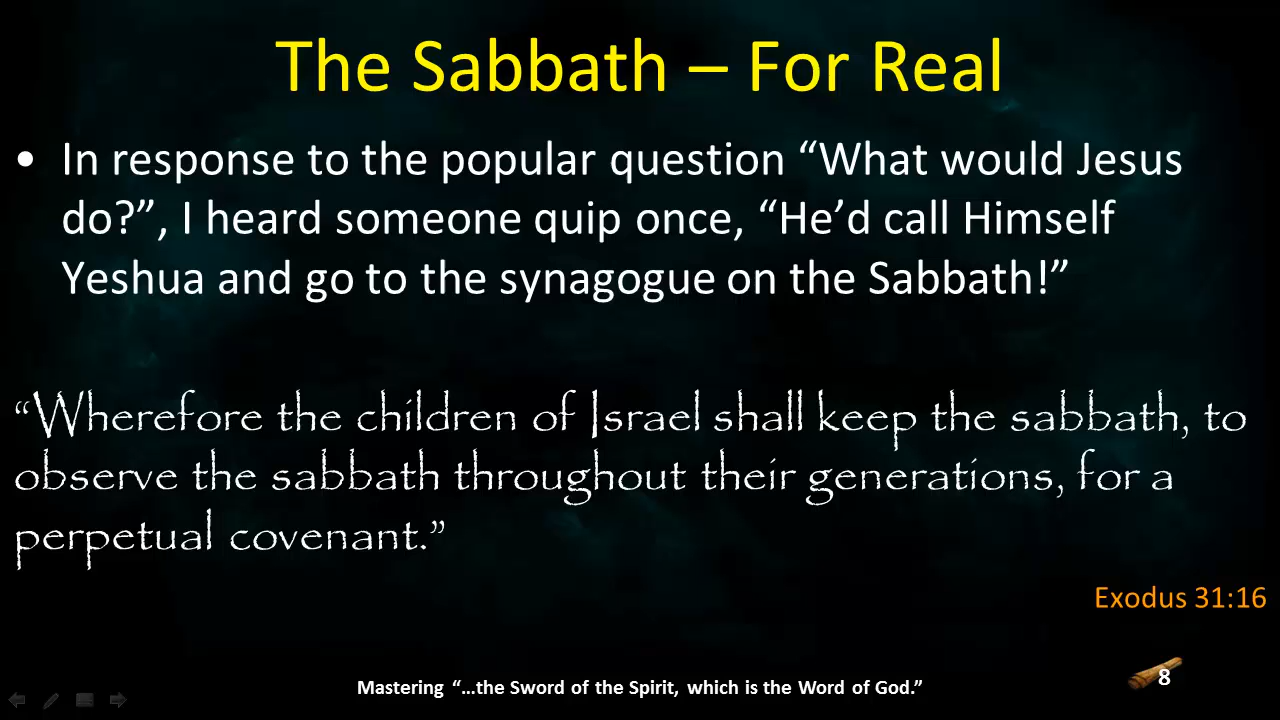 The Sabbath – For Real
• In response to the popular question “What would Jesus
do?”, I heard someone quip once, “He’d call Himself
Yeshua and go to the synagogue on the Sabbath!”
“Wherefore the children of Israel shall keep the sabbath, to
observe the sabbath throughout their generations, for a
perpetual covenant.”
Exodus 31:16
Mastering “...the Sword of the Spirit, which is the Word of God.”
8